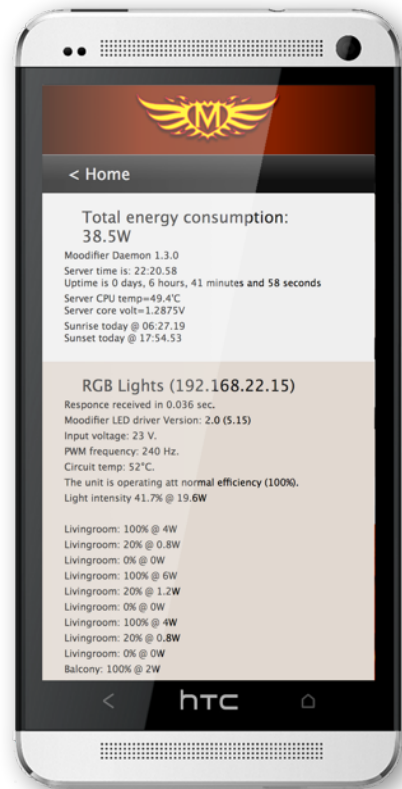 M
< Home
Total energy consumption:
38.5W
Moodifier Daemon 1.3.0
Server time is: 22:20.58
Uptime is 0 days, 6 hours, 41 minutes and 58 seconds
Server CPU temp=49.4'C
Server core volt=1.2875V
Sunrise today @ 06:27.19
Sunset today @ 17:54.53
RGB Lights (192.168.22.15)
Responce received in 0.036 sec.
Moodifier LED driver Version: 2.0 (5.15)
Input voltage: 23 V.
PWM frequency: 240 Hz.
Circuit temp: 52°C.
The unit is operating att normal efficiency (100%).
Light intensity 41.7% @ 19.6W
Livingroom: 100% @ 4W
Livingroom: 20% @ 0.8W
Livingroom: 0% @ 0W
Livingroom: 100% @ 6W
Livingroom: 20% @ 1.2W
Livingroom: 0% @ 0W
Livingroom: 100% @ 4W
Livingroom: 20% @ 0.8W
Livingroom: 0% @ 0W
Balcony: 100% @ 2W
hTC